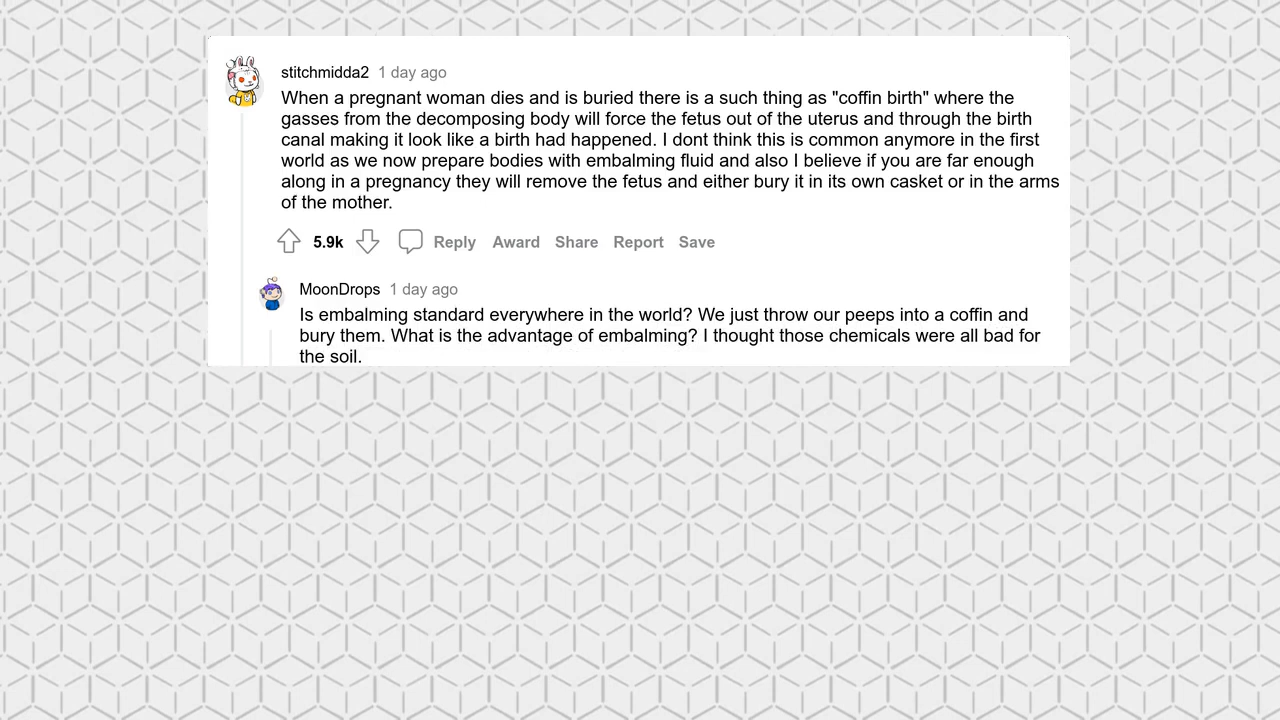 stitchmidda2 1 day ago
When a pregnant woman dies and is buried there is a such thing as "coffin birth" where the
gasses from the decomposing body will force the fetus out of the uterus and through the birth
canal making it look like a birth had happened. I dont think this is common anymore in the first
world as we now prepare bodies with embalming fluid and also I believe if you are far enough
along in a pregnancy they will remove the fetus and either bury it in its own casket or in the arms
of the mother.
5.9k Reply Award Share Report Save
MoonDrops 1 day ago
Is embalming standard everywhere in the world? We just throw our peeps into a coffin and
bury them. What is the advantage of embalming? I thought those chemicals were all bad for
the soil.